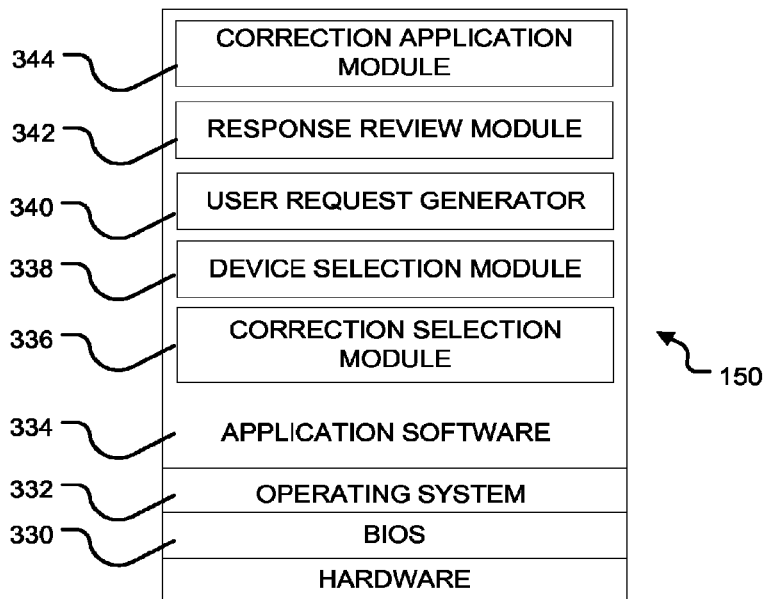 344
CORRECTION APPLICATION
MODULE
342
RESPONSE REVIEW MODULE
340
USER REQUEST GENERATOR
338
DEVICE SELECTION MODULE
336
CORRECTION SELECTION
MODULE
150
334
APPLICATION SOFTWARE
332
OPERATING SYSTEM
330
BIOS
HARDWARE